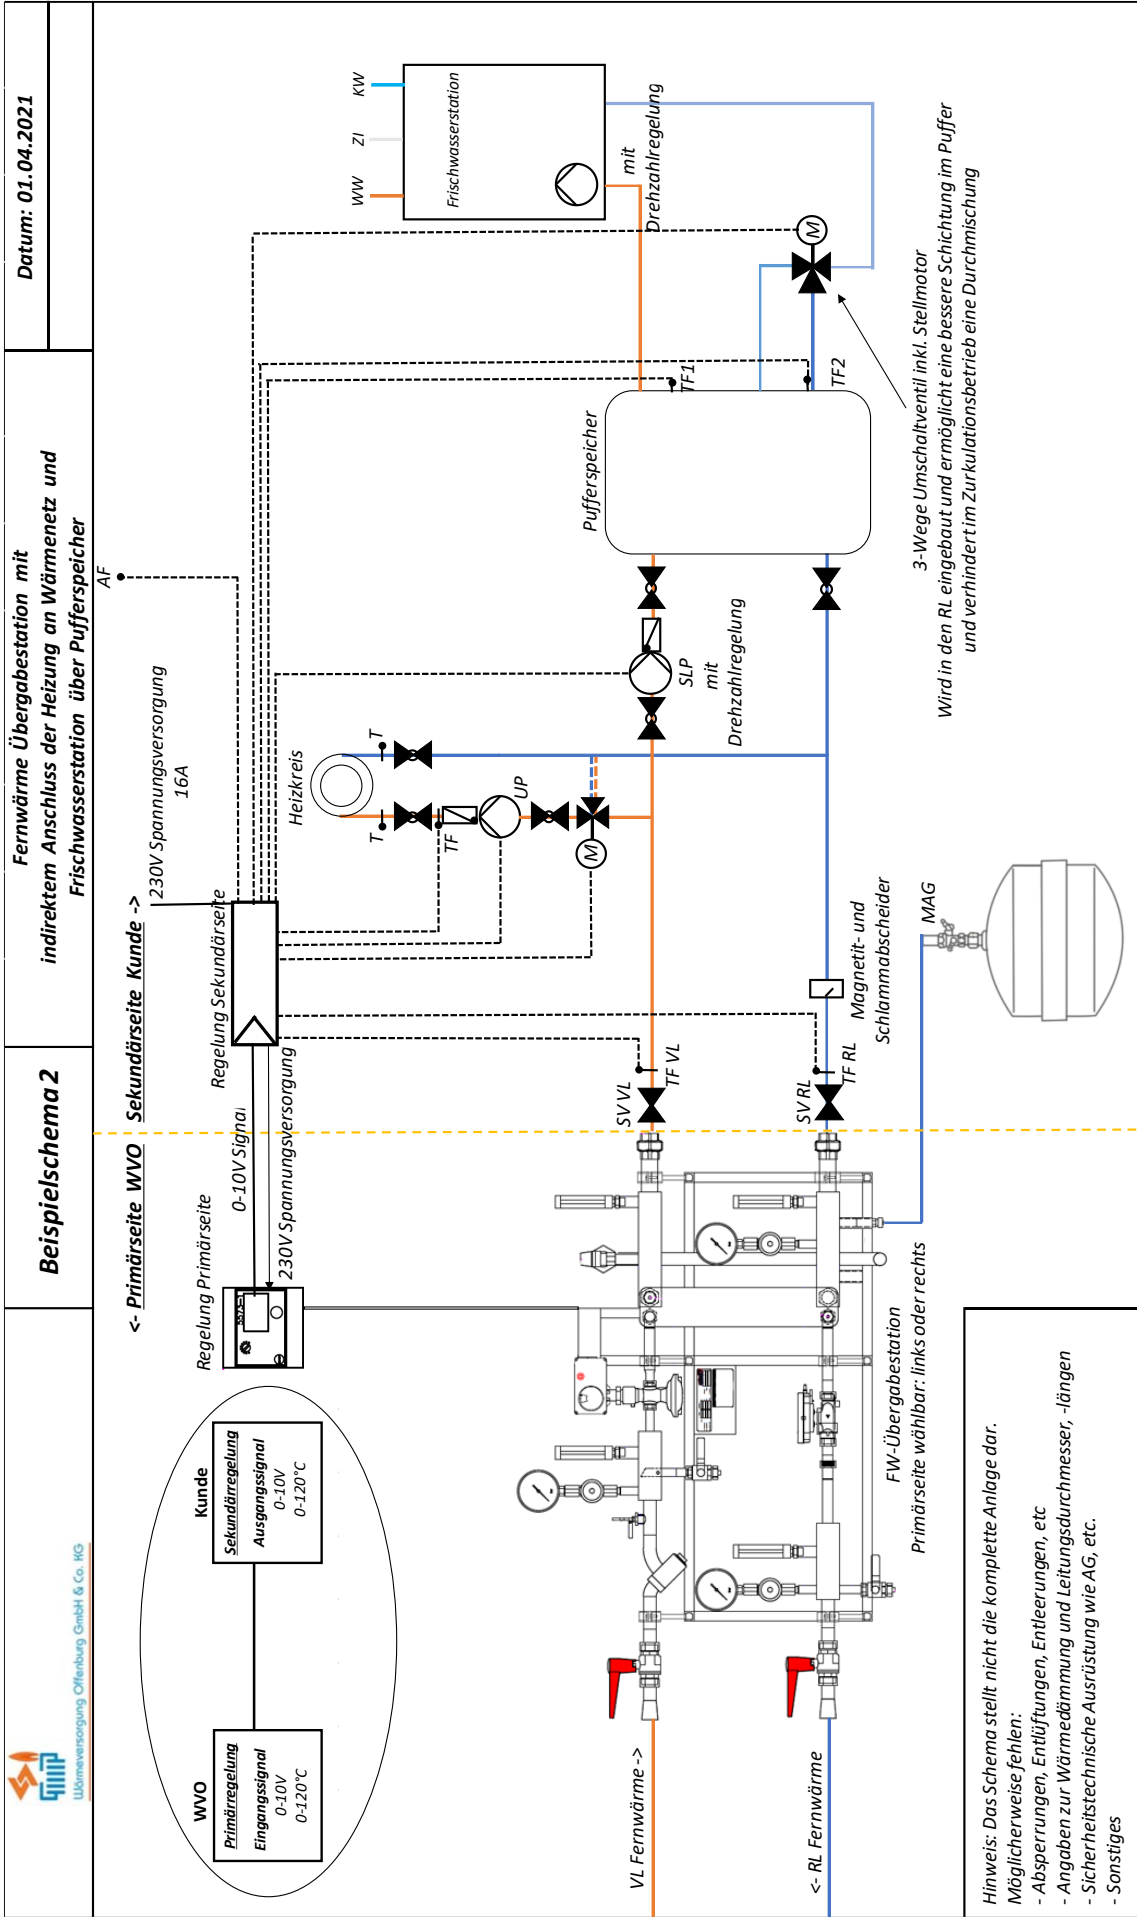 Wärmeversorgung Offenburg GmbH & Co. KG
Beispielschema 2
Fernwärme Übergabestation mit
indirektem Anschluss der Heizung an Wärmenetz und
Frischwasserstation über Pufferspeicher
Datum: 01.04.2021
<- Primärseite WVO
Sekundärseite Kunde ->
WVO
Primärregelung
Eingangssignal
0-10V
0-120°C
Kunde
Sekundärregelung
Ausgangssignal
0-10V
0-120°C
Regelung Primärseite
5573-1
0-10V Signal
230V Spannungsversorgung
Regelung Sekundärseite
230V Spannungsversorgung
16A
AF
Heizkreis
T
T
TF
UP
M
WW
ZI
KW
Frischwasserstation
mit
Drehzahlregelung
M
Pufferspeicher
TF1
TF2
SLP
mit
Drehzahlregelung
SV VL
TF VL
SV RL
TF RL
Magnetit- und
Schlammabscheider
MAG
3-Wege Umschaltventil inkl. Stellmotor
Wird in den RL eingebaut und ermöglicht eine bessere Schichtung im Puffer
und verhindert im Zurkulationsbetrieb eine Durchmischung
VL Fernwärme ->
<- RL Fernwärme
FW-Übergabestation
Primärseite wählbar: links oder rechts
Hinweis: Das Schema stellt nicht die komplette Anlage dar.
Möglicherweise fehlen:
- Absperrungen, Entlüftungen, Entleerungen, etc
- Angaben zur Wärmedämmung und Leitungsdurchmesser, -längen
- Sicherheitstechnische Ausrüstung wie AG, etc.
- Sonstiges